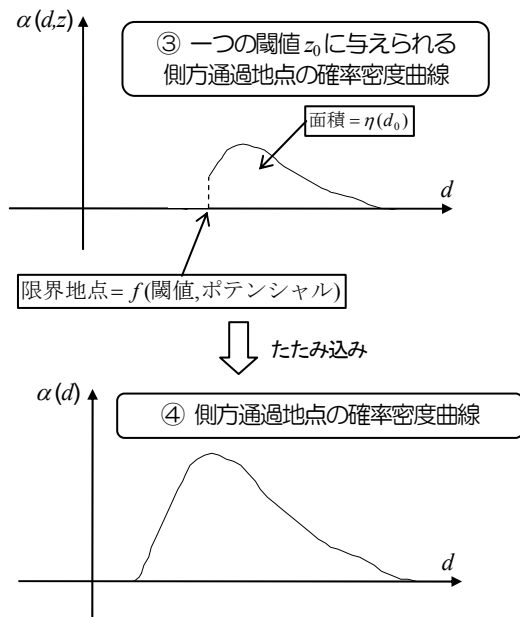 α(d,z)
③ 一つの閾値 z₀ に与えられる
側方通過地点の確率密度曲線
面積 = η(d₀)
d
限界地点 = f(閾値,ポテンシャル)
たたみ込み
α(d)
④ 側方通過地点の確率密度曲線
d